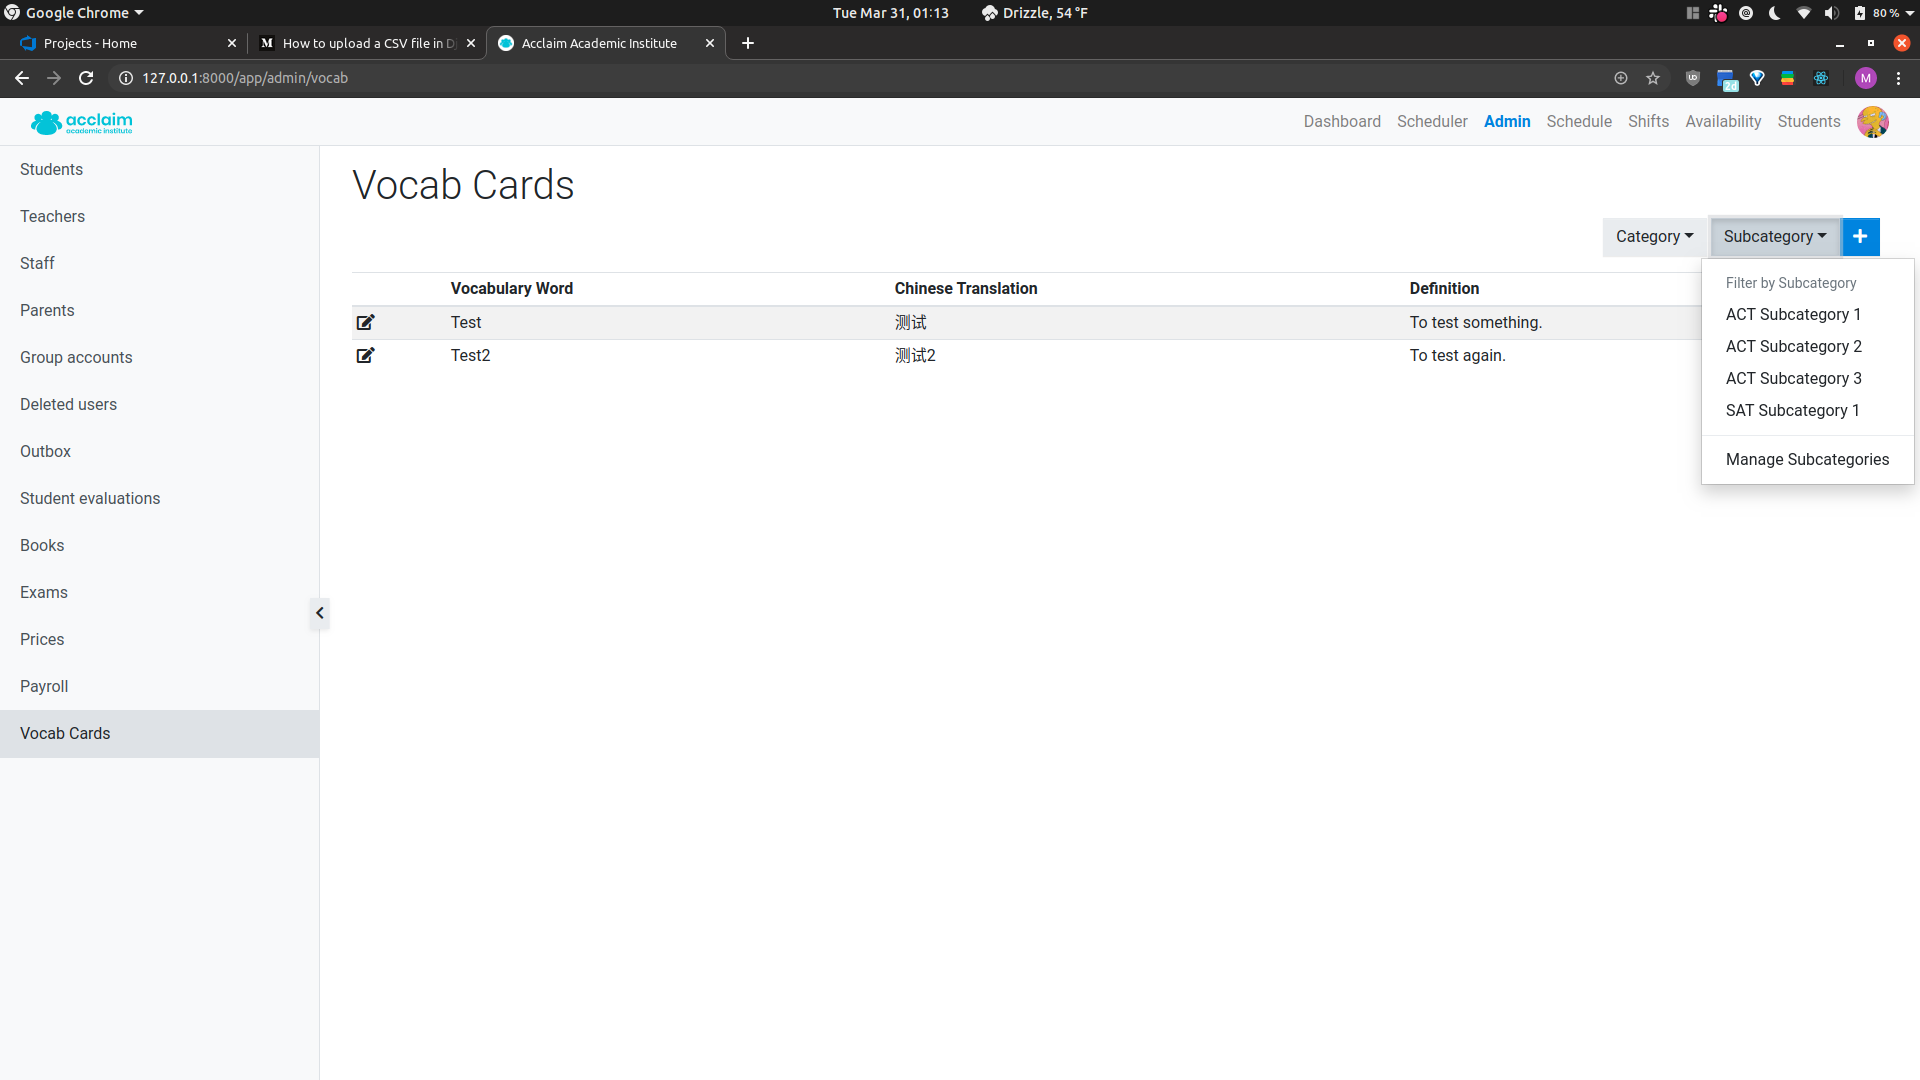 Google Chrome
Tue Mar 31, 01:13
Drizzle, 54 °F
80 %
Projects - Home
How to upload a CSV file in Dj
Acclaim Academic Institute
127.0.0.1:8000/app/admin/vocab
2d
M
acclaim
academic institute
Dashboard
Scheduler
Admin
Schedule
Shifts
Availability
Students
Students
Teachers
Staff
Parents
Group accounts
Deleted users
Outbox
Student evaluations
Books
Exams
Prices
Payroll
Vocab Cards
Vocab Cards
Category
Subcategory
Vocabulary Word Chinese Translation Definition
Test 测试 To test something.
Test2 测试2 To test again.
Filter by Subcategory
ACT Subcategory 1
ACT Subcategory 2
ACT Subcategory 3
SAT Subcategory 1
Manage Subcategories